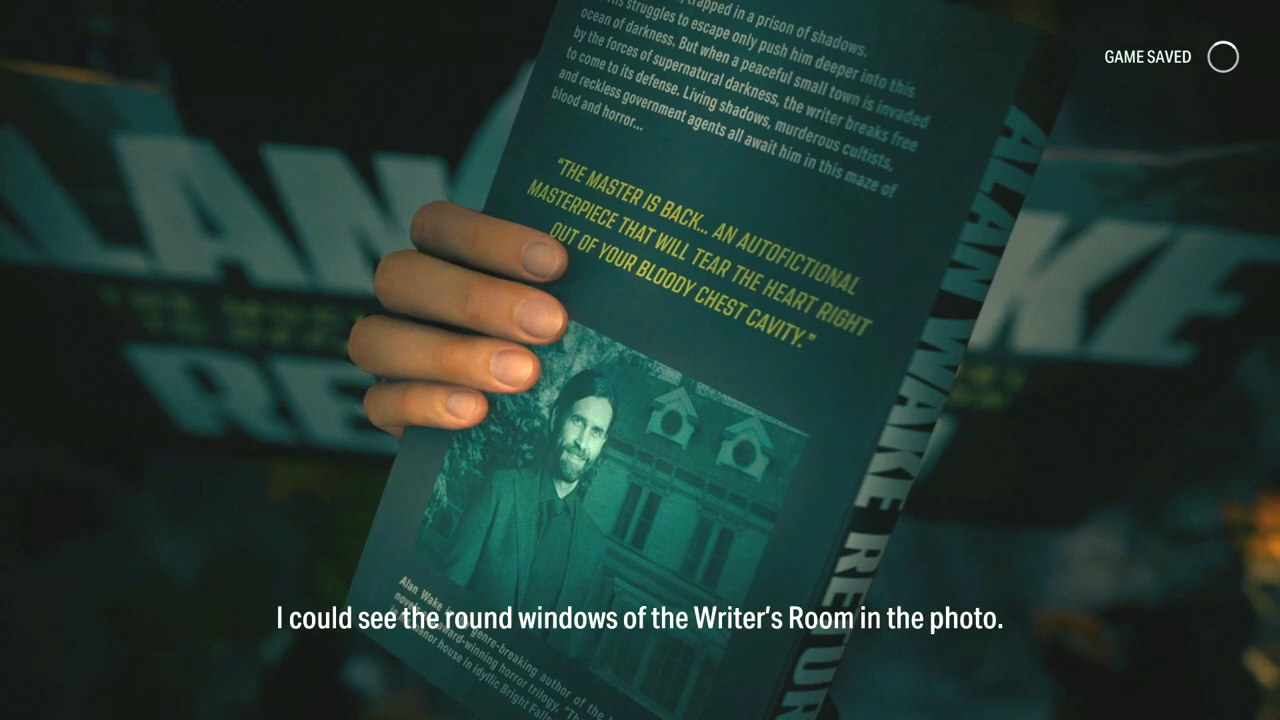 GAME SAVED
trapped in a prison of shadows.
struggles to escape only push him deeper into this
ocean of darkness. But when a peaceful small town is invaded
by the forces of supernatural darkness, the writer breaks free
to come to its defense. Living shadows, murderous cultists,
and reckless government agents all await him in this maze of
blood and horror...
"THE MASTER IS BACK... AN AUTOFICTIONAL
MASTERPIECE THAT WILL TEAR THE HEART RIGHT
OUT OF YOUR BLOODY CHEST CAVITY."
ALAN WAKE RETUR
ALAN
KE
RE
Alan Wake
genre-breaking author of the
award-winning horror trilogy,
manor house in idyllic Bright Falls
I could see the round windows of the Writer's Room in the photo.